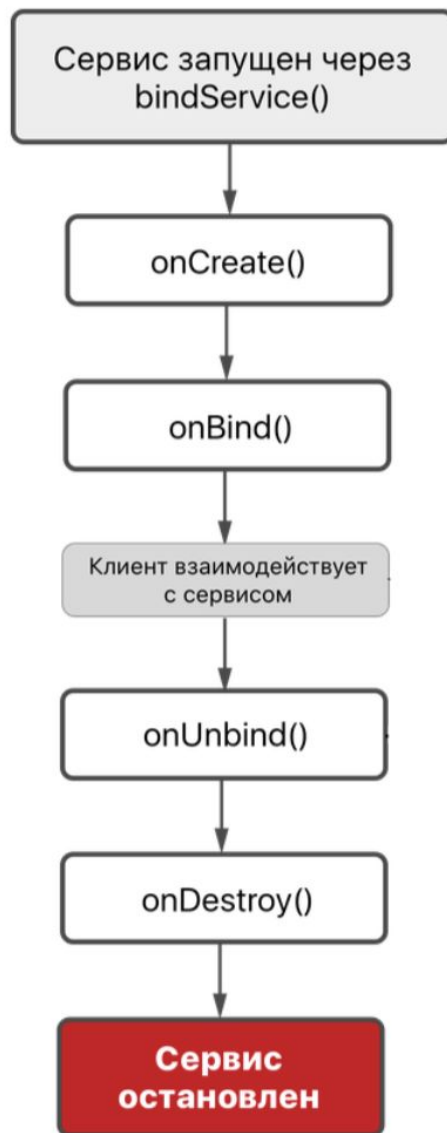 Сервис запущен через
bindService()
onCreate()
onBind()
Клиент взаимодействует
с сервисом
onUnbind()
onDestroy()
Сервис
остановлен